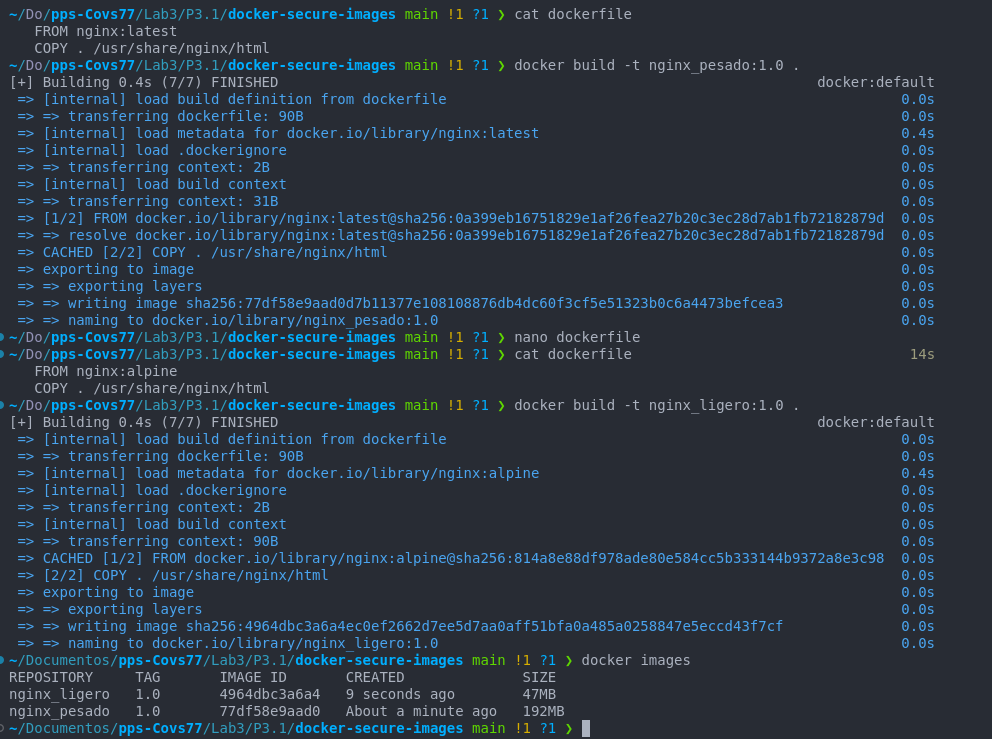 ~/Do/pps-Covs77/Lab3/P3.1/docker-secure-images main !1 ?1 ❯ cat dockerfile
FROM nginx:latest
COPY . /usr/share/nginx/html
~/Do/pps-Covs77/Lab3/P3.1/docker-secure-images main !1 ?1 ❯ docker build -t nginx_pesado:1.0 .
[+] Building 0.4s (7/7) FINISHED docker:default
=> [internal] load build definition from dockerfile 0.0s
=> => transferring dockerfile: 90B 0.0s
=> [internal] load metadata for docker.io/library/nginx:latest 0.4s
=> [internal] load .dockerignore 0.0s
=> => transferring context: 2B 0.0s
=> [internal] load build context 0.0s
=> => transferring context: 31B 0.0s
=> [1/2] FROM docker.io/library/nginx:latest@sha256:0a399eb16751829e1af26fea27b20c3ec28d7ab1fb72182879d 0.0s
=> => resolve docker.io/library/nginx:latest@sha256:0a399eb16751829e1af26fea27b20c3ec28d7ab1fb72182879d 0.0s
=> CACHED [2/2] COPY . /usr/share/nginx/html 0.0s
=> exporting to image 0.0s
=> => exporting layers 0.0s
=> => writing image sha256:77df58e9aad0d7b11377e108108876db4dc60f3cf5e51323b0c6a4473befcea3 0.0s
=> => naming to docker.io/library/nginx_pesado:1.0 0.0s
~/Do/pps-Covs77/Lab3/P3.1/docker-secure-images main !1 ?1 ❯ nano dockerfile
~/Do/pps-Covs77/Lab3/P3.1/docker-secure-images main !1 ?1 ❯ cat dockerfile 14s
FROM nginx:alpine
COPY . /usr/share/nginx/html
~/Do/pps-Covs77/Lab3/P3.1/docker-secure-images main !1 ?1 ❯ docker build -t nginx_ligero:1.0 .
[+] Building 0.4s (7/7) FINISHED docker:default
=> [internal] load build definition from dockerfile 0.0s
=> => transferring dockerfile: 90B 0.0s
=> [internal] load metadata for docker.io/library/nginx:alpine 0.4s
=> [internal] load .dockerignore 0.0s
=> => transferring context: 2B 0.0s
=> [internal] load build context 0.0s
=> => transferring context: 90B 0.0s
=> CACHED [1/2] FROM docker.io/library/nginx:alpine@sha256:814a8e88df978ade80e584cc5b333144b9372a8e3c98 0.0s
=> [2/2] COPY . /usr/share/nginx/html 0.0s
=> exporting to image 0.0s
=> => exporting layers 0.0s
=> => writing image sha256:4964dbc3a6a4ec0ef2662d7ee5d7aa0aff51bfa0a485a0258847e5eccd43f7cf 0.0s
=> => naming to docker.io/library/nginx_ligero:1.0 0.0s
~/Documentos/pps-Covs77/Lab3/P3.1/docker-secure-images main !1 ?1 ❯ docker images
REPOSITORY TAG IMAGE ID CREATED SIZE
nginx_ligero 1.0 4964dbc3a6a4 9 seconds ago 47MB
nginx_pesado 1.0 77df58e9aad0 About a minute ago 192MB
~/Documentos/pps-Covs77/Lab3/P3.1/docker-secure-images main !1 ?1 ❯